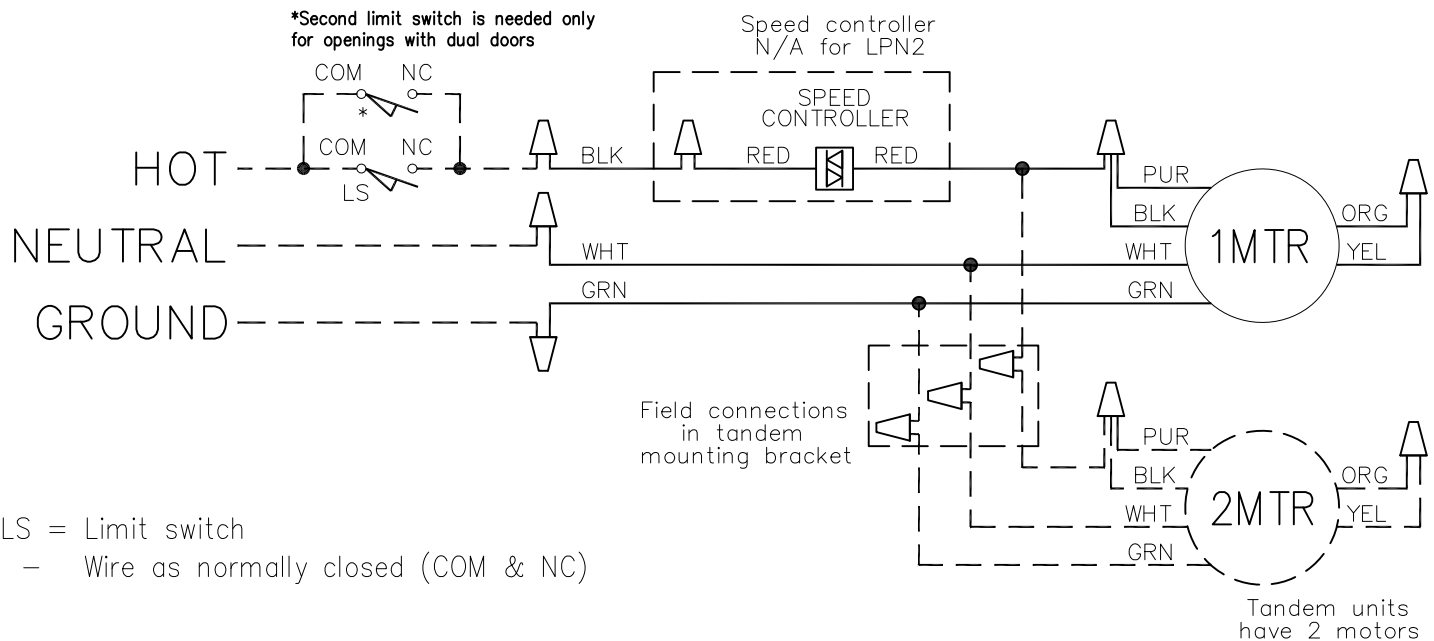 *Second limit switch is needed only
for openings with dual doors
Speed controller
N/A for LPN2
COM NC
*
SPEED
CONTROLLER
COM NC
HOT
LS
BLK
RED
RED
PUR
BLK
ORG
NEUTRAL
WHT
WHT
1MTR
YEL
GROUND
GRN
GRN
Field connections
in tandem
mounting bracket
PUR
BLK
ORG
WHT
2MTR
YEL
GRN
LS = Limit switch
- Wire as normally closed (COM & NC)
Tandem units
have 2 motors